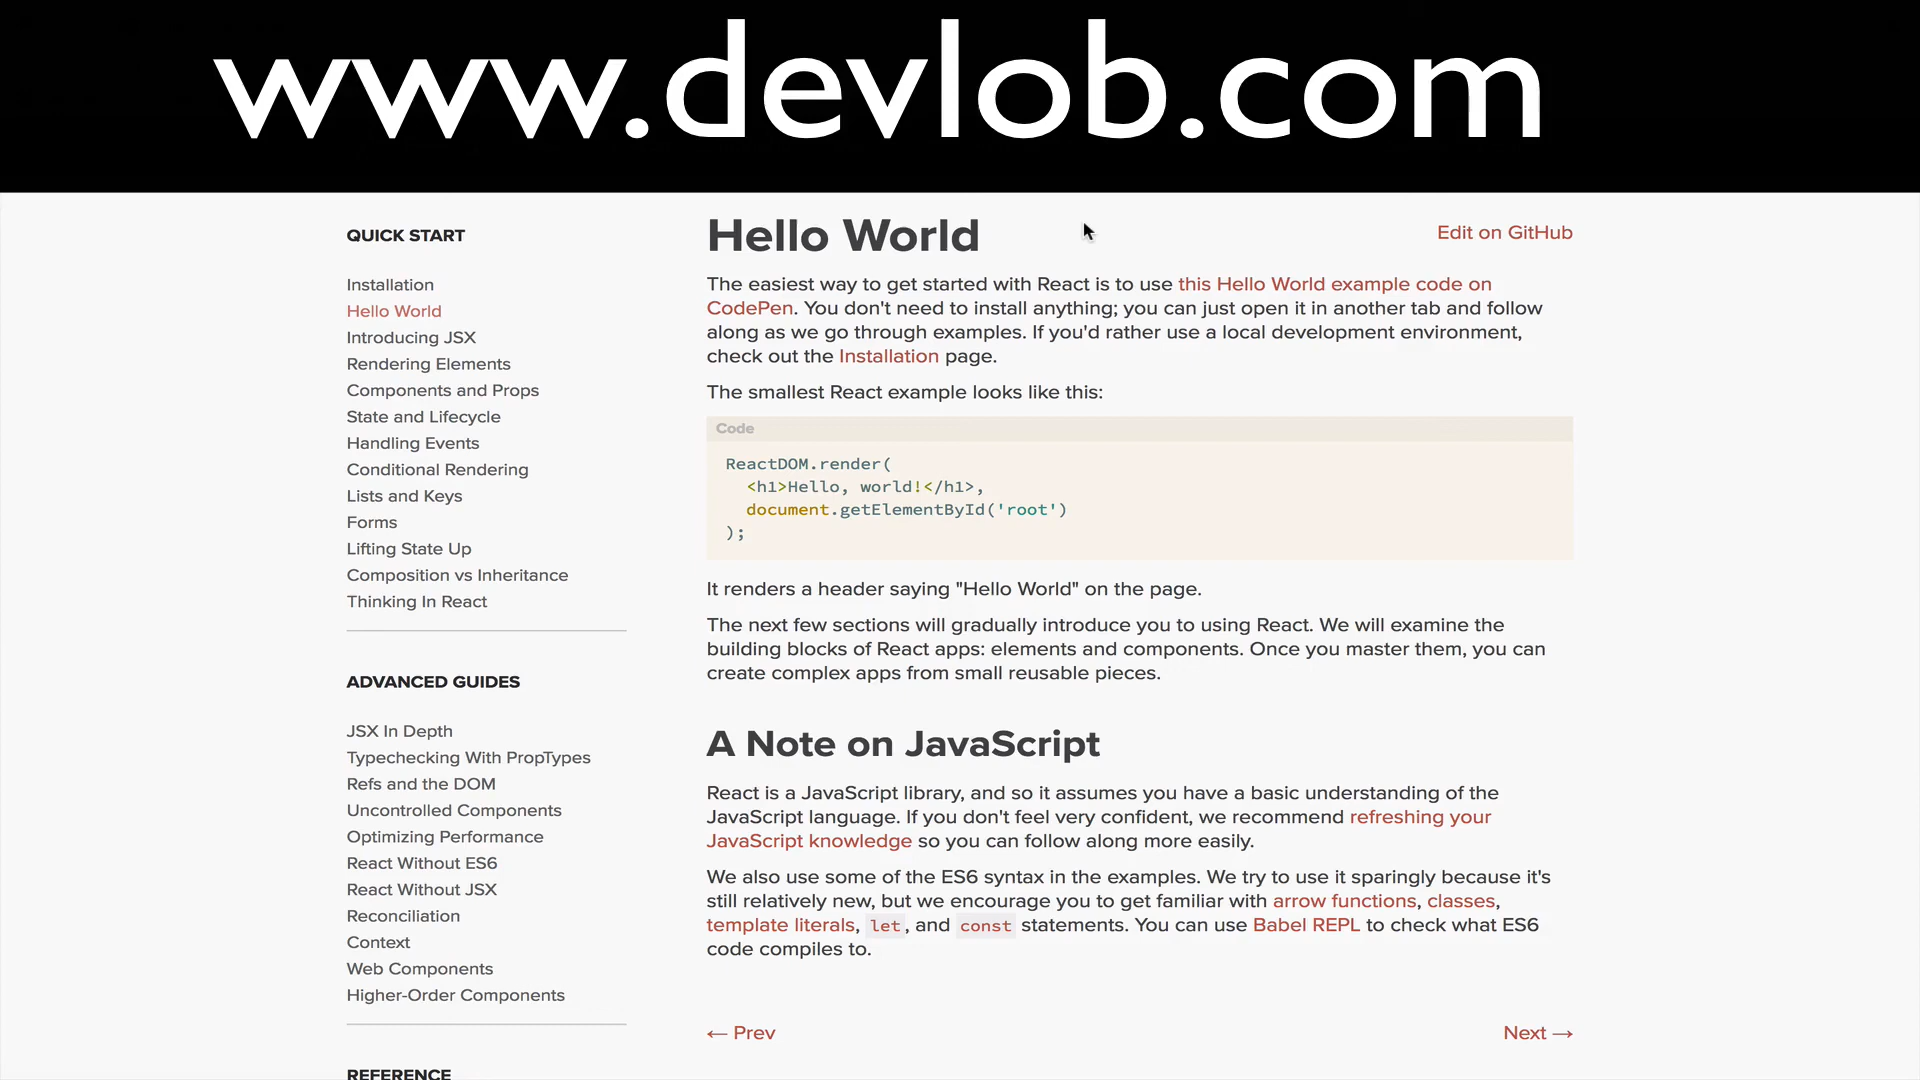 www.devlob.com
QUICK START
Installation
Hello World
Introducing JSX
Rendering Elements
Components and Props
State and Lifecycle
Handling Events
Conditional Rendering
Lists and Keys
Forms
Lifting State Up
Composition vs Inheritance
Thinking In React
ADVANCED GUIDES
JSX In Depth
Typechecking With PropTypes
Refs and the DOM
Uncontrolled Components
Optimizing Performance
React Without ES6
React Without JSX
Reconciliation
Context
Web Components
Higher-Order Components
REFERENCE
Hello World
Edit on GitHub
The easiest way to get started with React is to use this Hello World example code on
CodePen. You don't need to install anything; you can just open it in another tab and follow
along as we go through examples. If you'd rather use a local development environment,
check out the Installation page.
The smallest React example looks like this:
Code
ReactDOM.render(
  <h1>Hello, world!</h1>,
  document.getElementById('root')
);
It renders a header saying "Hello World" on the page.
The next few sections will gradually introduce you to using React. We will examine the
building blocks of React apps: elements and components. Once you master them, you can
create complex apps from small reusable pieces.
A Note on JavaScript
React is a JavaScript library, and so it assumes you have a basic understanding of the
JavaScript language. If you don't feel very confident, we recommend refreshing your
JavaScript knowledge so you can follow along more easily.
We also use some of the ES6 syntax in the examples. We try to use it sparingly because it's
still relatively new, but we encourage you to get familiar with arrow functions, classes,
template literals, let, and const statements. You can use Babel REPL to check what ES6
code compiles to.
← Prev
Next →